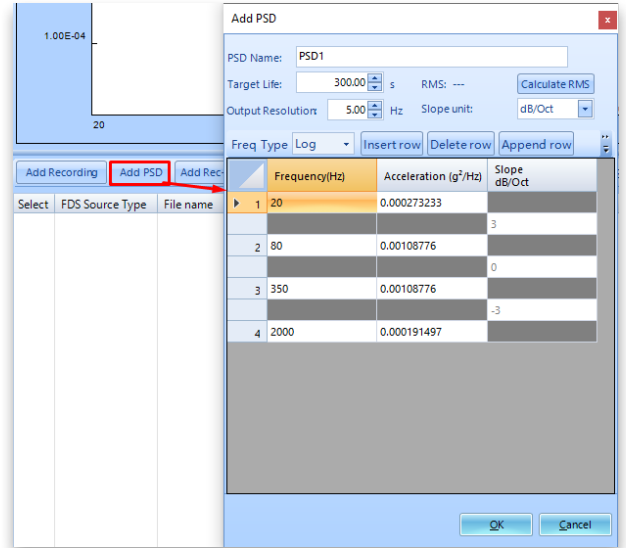 1.00E-04
20
Add Recording Add PSD Add Rec
Select FDS Source Type File name
Add PSD
x
PSD Name: PSD1
Target Life: 300.00 s RMS: --- Calculate RMS
Output Resolution: 5.00 Hz Slope unit: dB/Oct
Freq Type Log Insert row Delete row Append row
Frequency(Hz) Acceleration (g²/Hz) Slope dB/Oct
1 20 0.000273233
3
2 80 0.00108776
0
3 350 0.00108776
-3
4 2000 0.000191497
OK Cancel